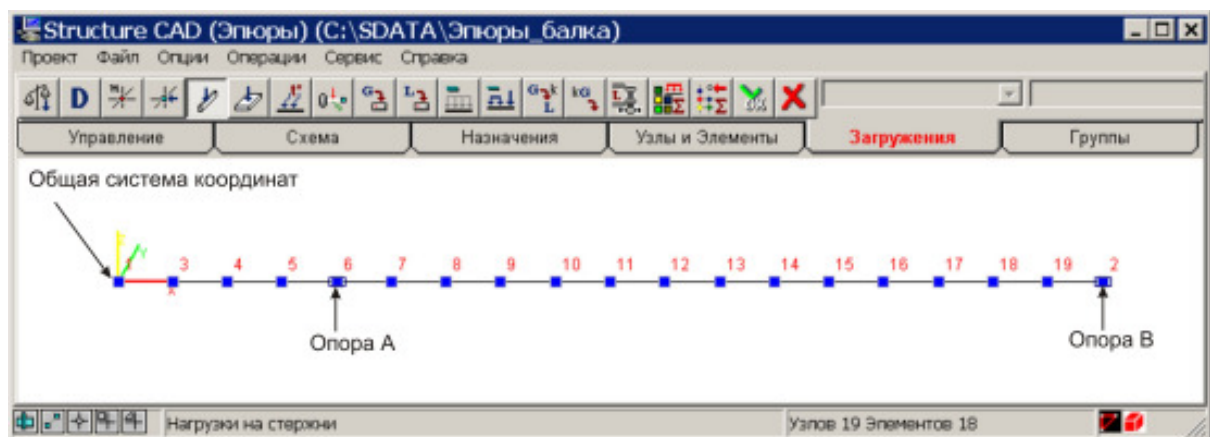 Structure CAD (Эпюры) (C:\SDATA\Эпюры_балка)
Проект Файл Опции Операции Сервис Справка
Управление Схема Назначения Узлы и Элементы Загружения Группы
Общая система координат
Z Y
1 3 4 5 6 7 8 9 10 11 12 13 14 15 16 17 18 19 2
X
Опора A Опора B
Нагрузки на стержни Узлов 19 Элементов 18